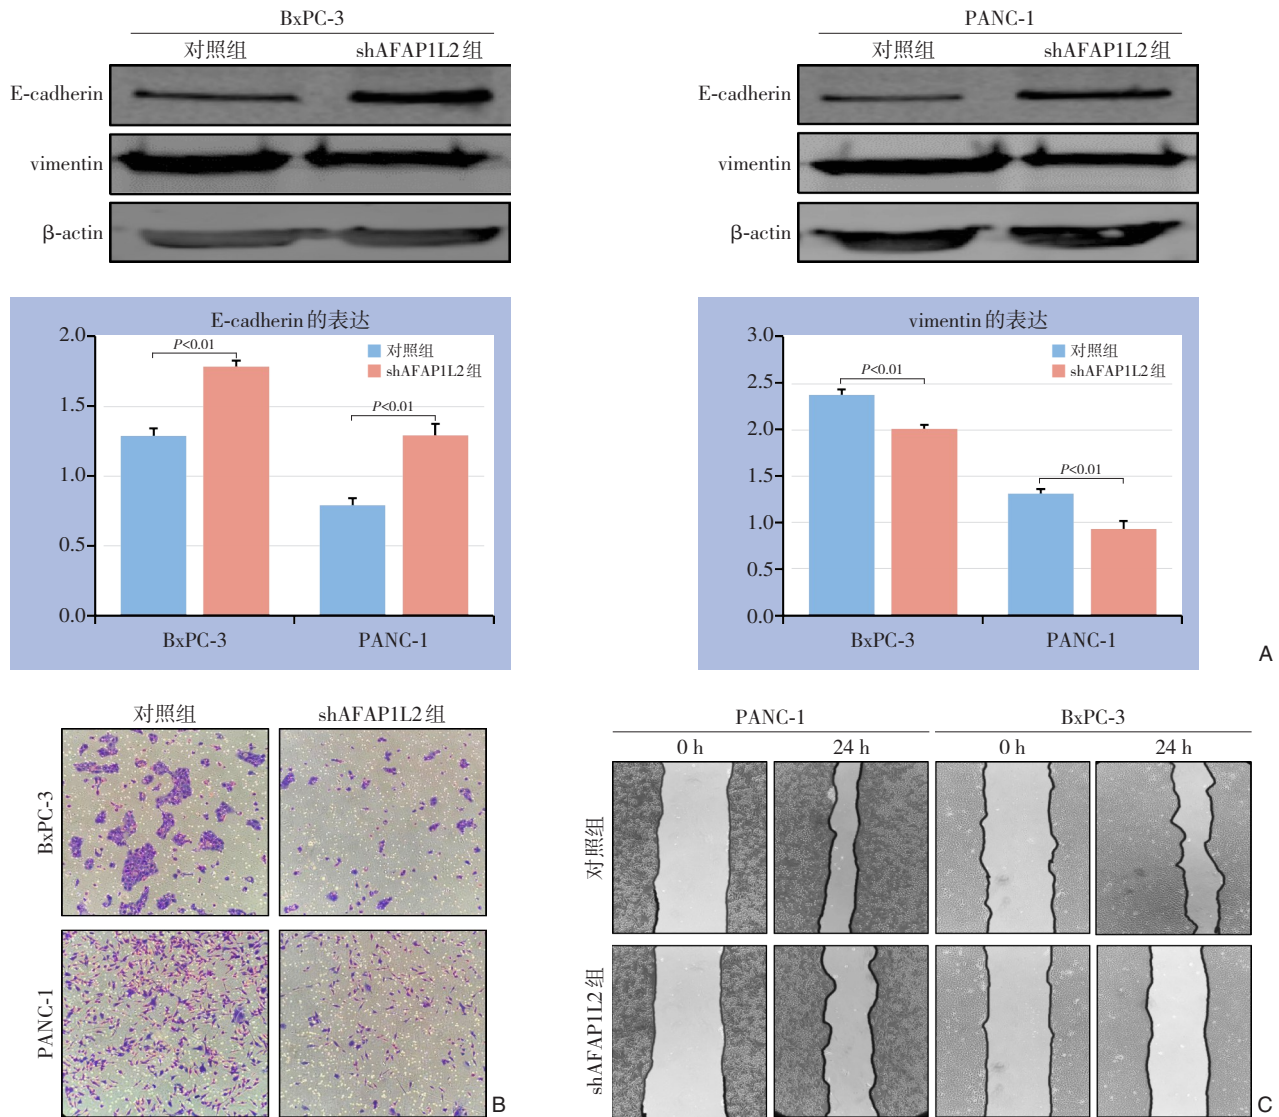 BxPC-3
对照组 shAFAP1L2组
E-cadherin
vimentin
β-actin
PANC-1
对照组 shAFAP1L2组
E-cadherin
vimentin
β-actin
E-cadherin的表达
对照组
shAFAP1L2组
P<0.01
P<0.01
2.0
1.5
1.0
0.5
0.0
BxPC-3 PANC-1
vimentin的表达
对照组
shAFAP1L2组
P<0.01
P<0.01
3.0
2.5
2.0
1.5
1.0
0.5
0.0
BxPC-3 PANC-1
A
对照组 shAFAP1L2组
BxPC-3
PANC-1
B
PANC-1 BxPC-3
0 h 24 h 0 h 24 h
对照组
shAFAP1L2组
C